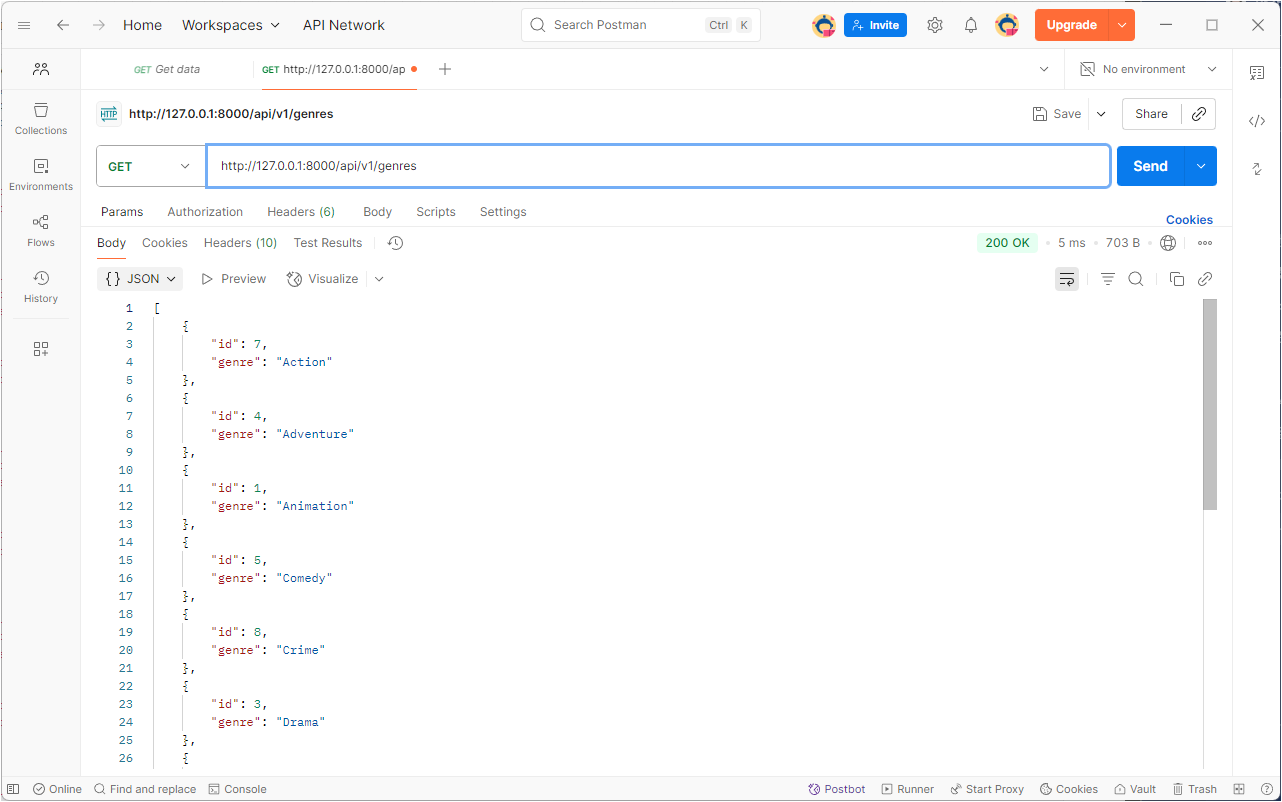 Home Workspaces API Network Search Postman Ctrl K Invite Upgrade
GET Get data GET http://127.0.0.1:8000/ap No environment
HTTP http://127.0.0.1:8000/api/v1/genres Save Share
Collections
GET http://127.0.0.1:8000/api/v1/genres Send
Environments
Params Authorization Headers (6) Body Scripts Settings
Cookies
Flows
Body Cookies Headers (10) Test Results 200 OK 5 ms 703 B
{} JSON Preview Visualize
History
1 [
2 {
3 "id": 7,
4 "genre": "Action"
5 },
6 {
7 "id": 4,
8 "genre": "Adventure"
9 },
10 {
11 "id": 1,
12 "genre": "Animation"
13 },
14 {
15 "id": 5,
16 "genre": "Comedy"
17 },
18 {
19 "id": 8,
20 "genre": "Crime"
21 },
22 {
23 "id": 3,
24 "genre": "Drama"
25 },
26 {
Online Find and replace Console Postbot Runner Start Proxy Cookies Vault Trash